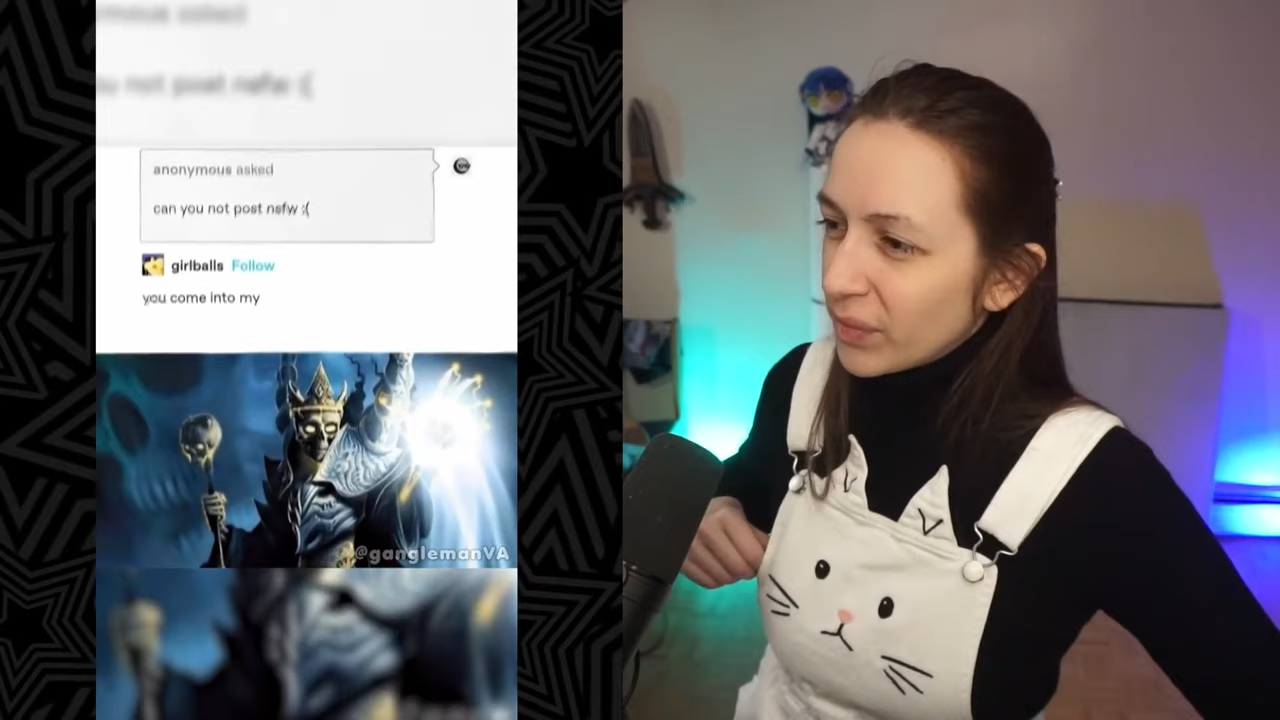 anonymous asked
can you not post nsfw :(
girlballs Follow
you come into my
@ganglemanVA